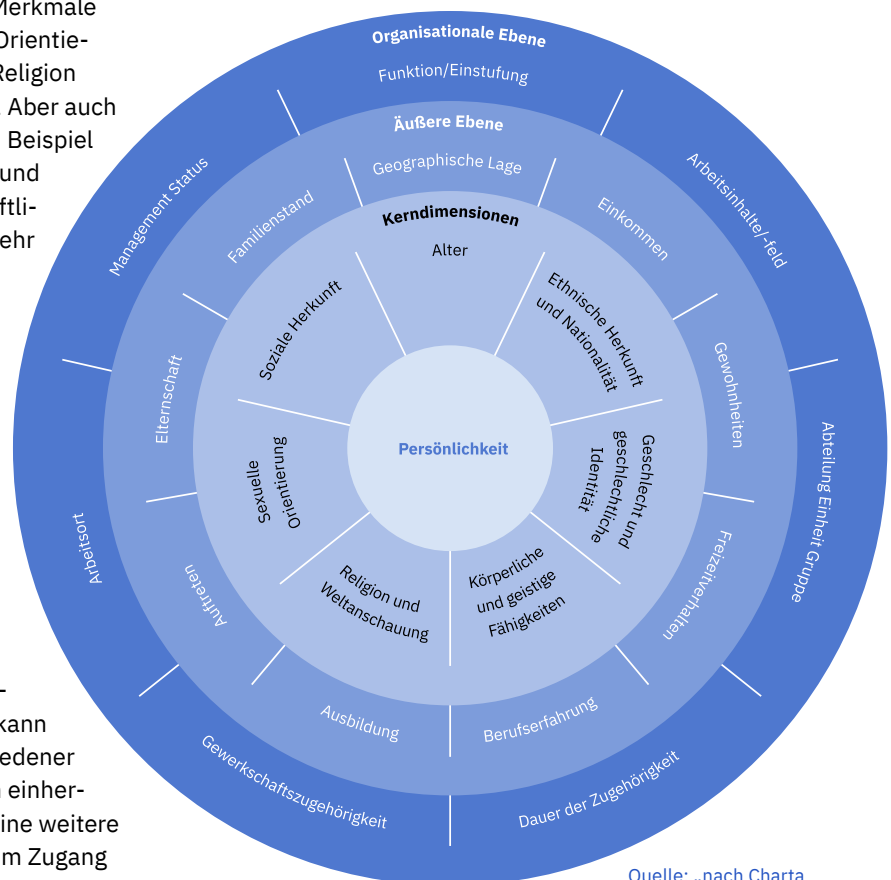 Merkmale
Orientie-
Religion
. Aber auch
Beispiel
und
ftli-
ehr
-
kann
edener
einher-
ine weitere
m Zugang
Organisationale Ebene
Funktion/Einstufung
Arbeitsinhalte/-feld
Abteilung Einheit Gruppe
Dauer der Zugehörigkeit
Gewerkschaftszugehörigkeit
Arbeitsort
Management Status
Äußere Ebene
Geographische Lage
Einkommen
Gewohnheiten
Freizeitverhalten
Berufserfahrung
Ausbildung
Auftreten
Elternschaft
Familienstand
Kerndimensionen
Alter
Ethnische Herkunft
und Nationalität
Geschlecht und
geschlechtliche
Identität
Körperliche
und geistige
Fähigkeiten
Religion und
Weltanschauung
Sexuelle
Orientierung
Soziale Herkunft
Persönlichkeit
Quelle: „nach Charta